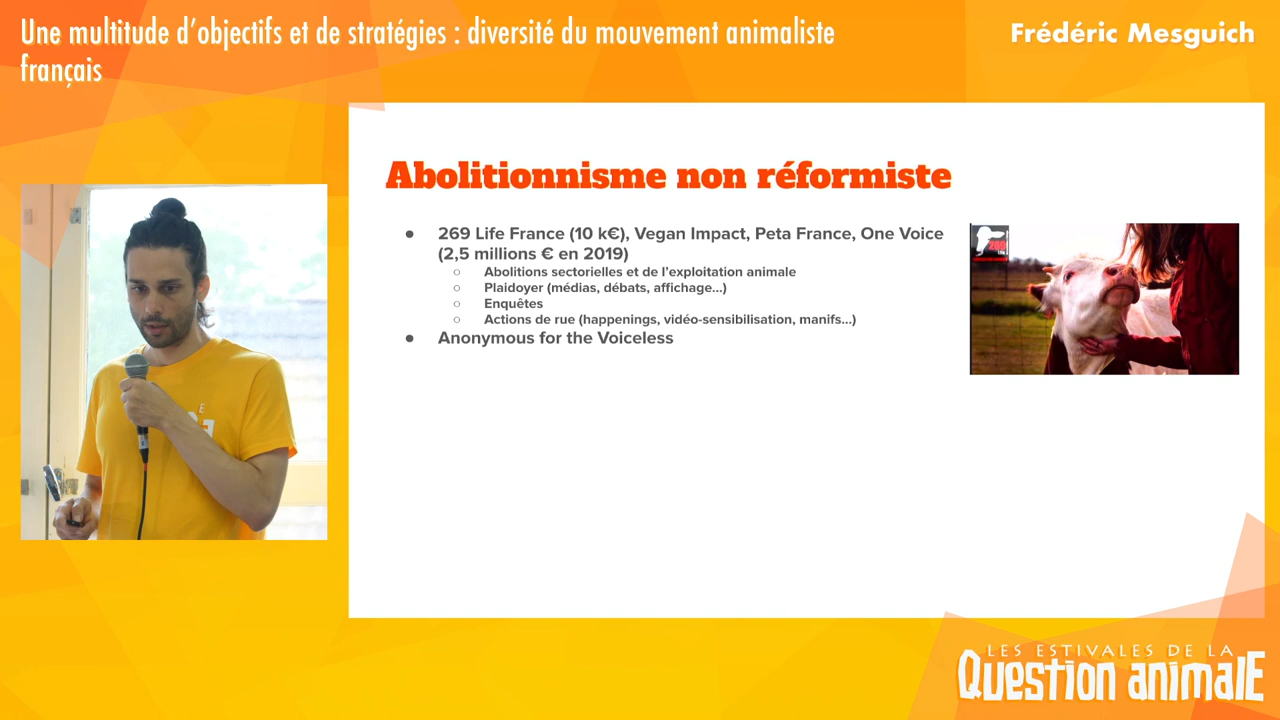 Une multitude d'objectifs et de stratégies : diversité du mouvement animaliste
français
Frédéric Mesguich
Abolitionnisme non réformiste
269 Life France (10 k€), Vegan Impact, Peta France, One Voice
(2,5 millions € en 2019)
Abolitions sectorielles et de l'exploitation animale
Plaidoyer (médias, débats, affichage...)
Enquêtes
Actions de rue (happenings, vidéo-sensibilisation, manifs...)
Anonymous for the Voiceless
269
LES ESTIVALES DE LA
QuEstion animalE